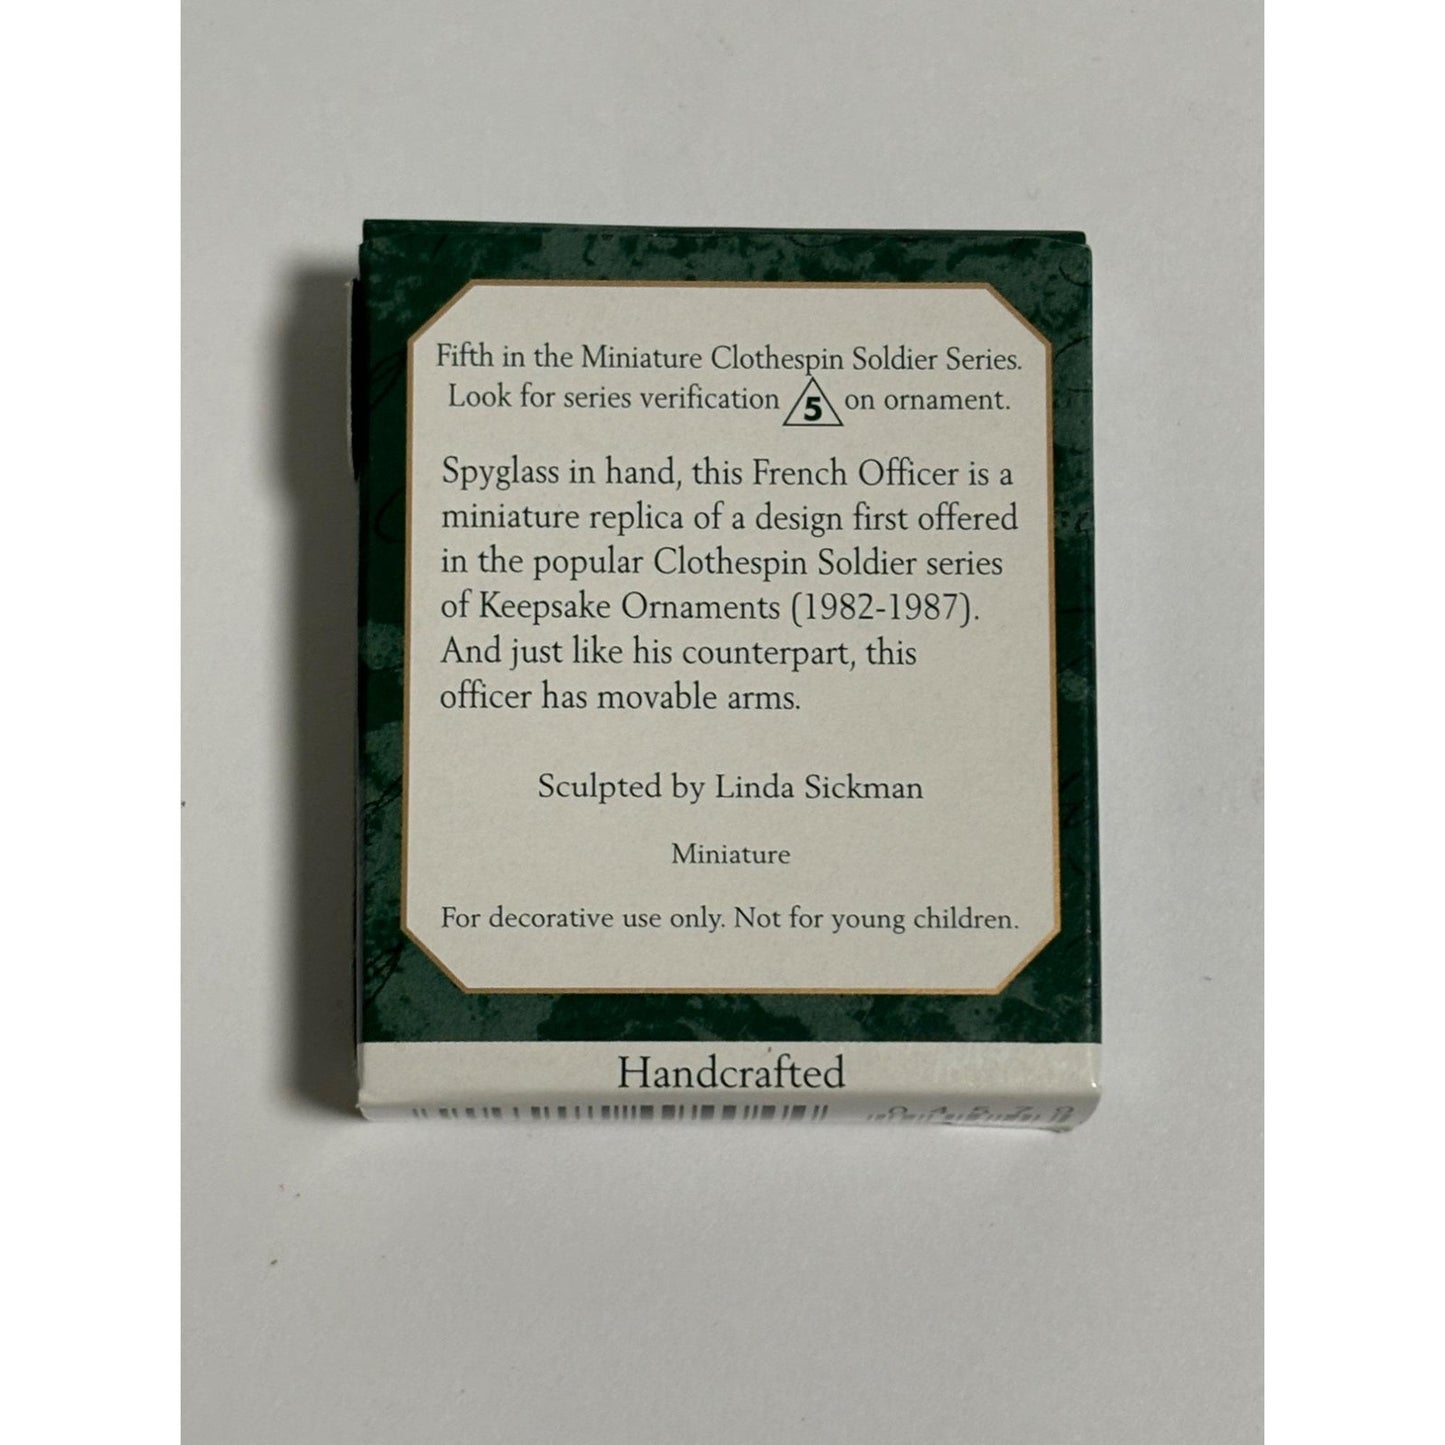 Fifth in the Miniature Clothespin Soldier Series.
Look for series verification 5 on ornament.
Spyglass in hand, this French Officer is a
miniature replica of a design first offered
in the popular Clothespin Soldier series
of Keepsake Ornaments (1982-1987).
And just like his counterpart, this
officer has movable arms.
Sculpted by Linda Sickman
Miniature
For decorative use only. Not for young children.
Handcrafted